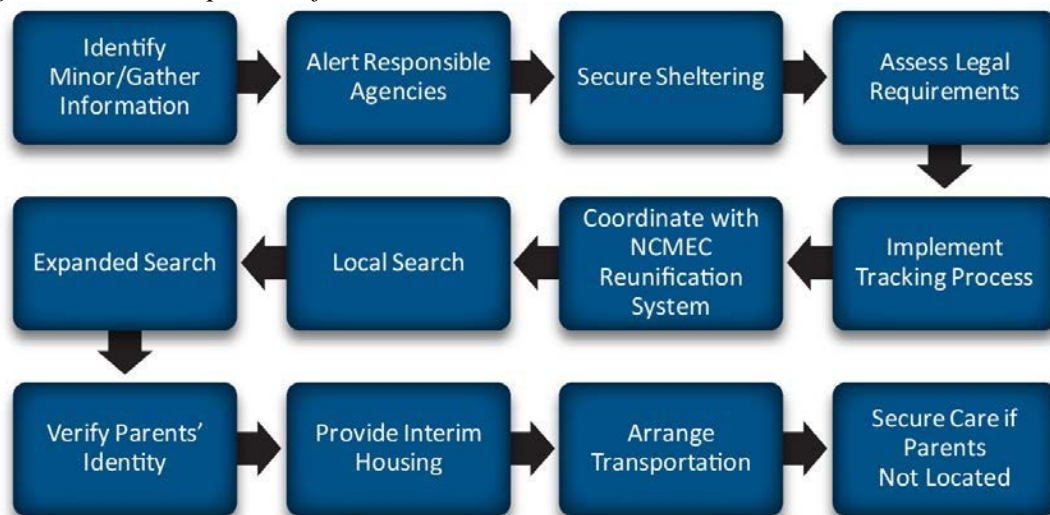 Identify
Minor/Gather
Information
Alert Responsible
Agencies
Secure Sheltering
Assess Legal
Requirements
Implement
Tracking Process
Coordinate with
NCMEC
Reunification
System
Local Search
Expanded Search
Verify Parents’
Identity
Provide Interim
Housing
Arrange
Transportation
Secure Care if
Parents
Not Located